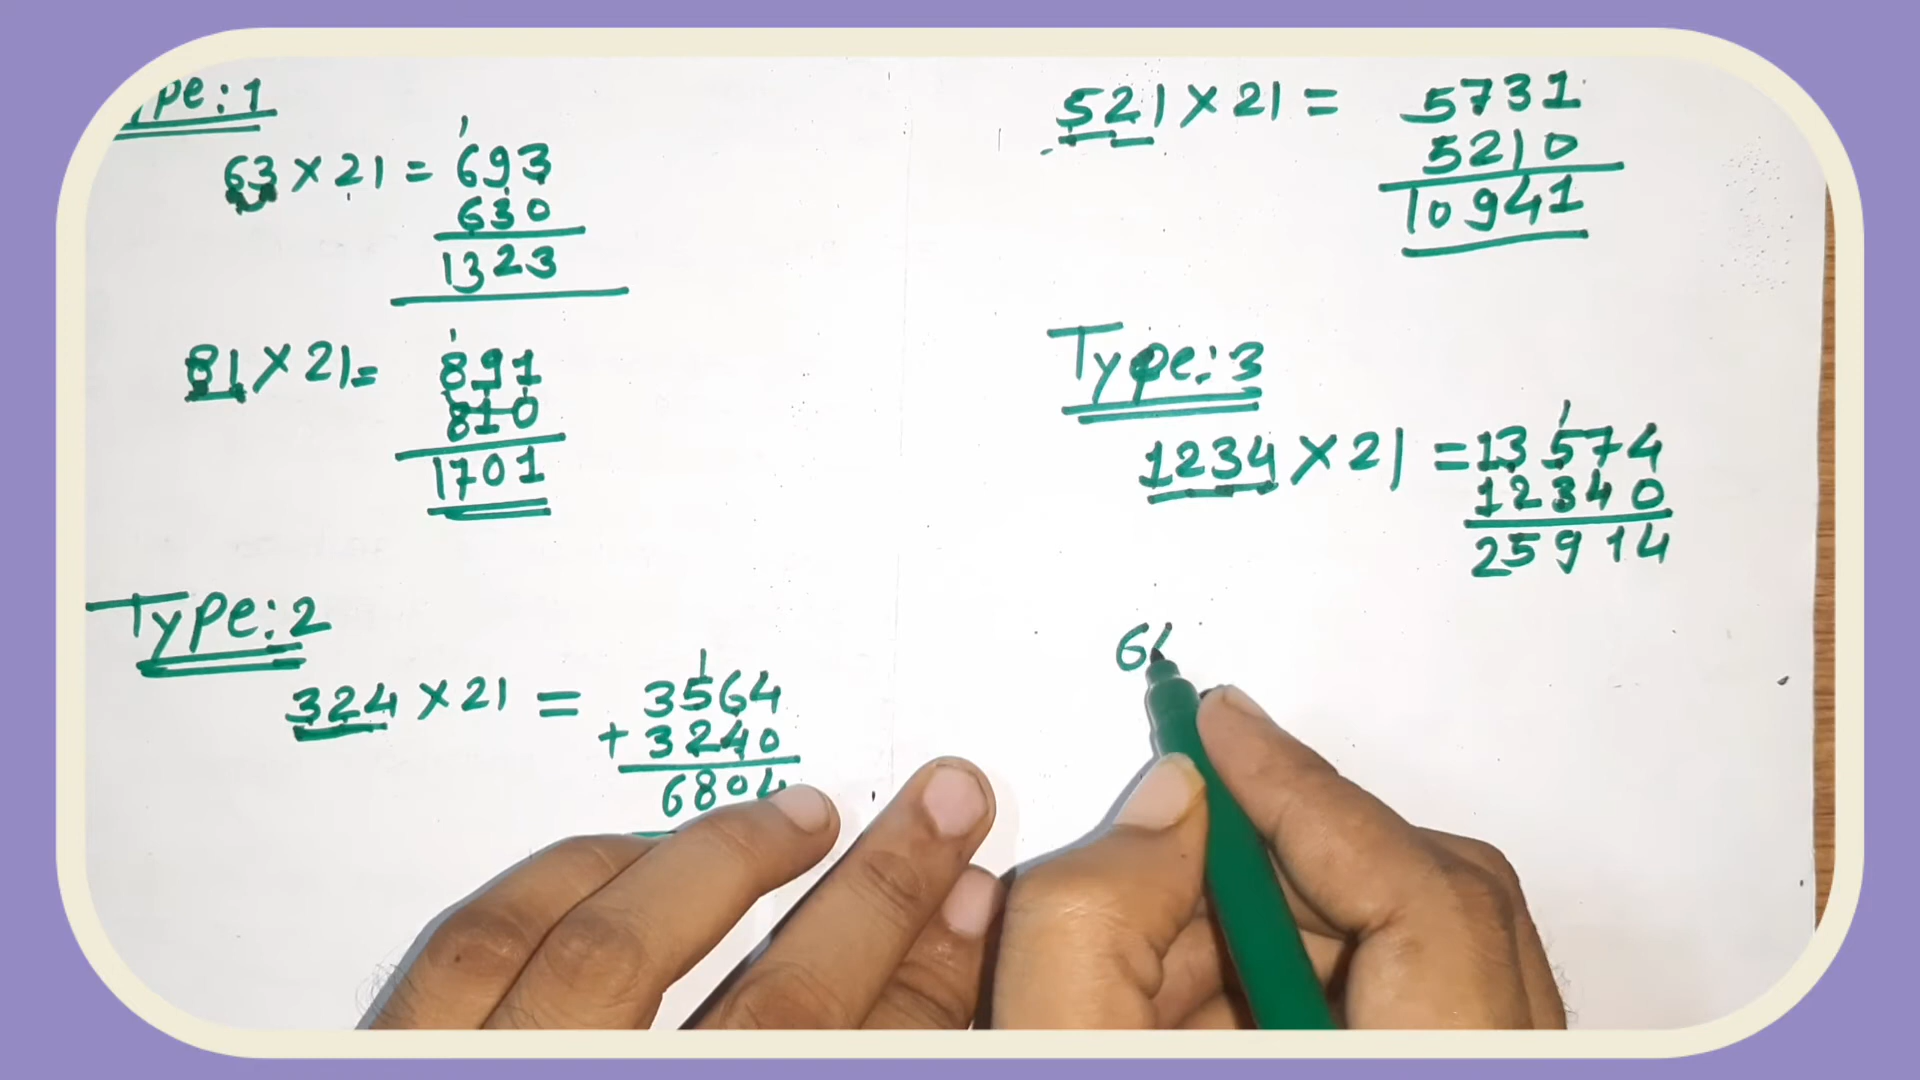 ype:1
63 × 21 = 693
630
1323
81 × 21 = 891
810
1701
Type:2
324 × 21 = 3564
+ 3240
6804
521 × 21 = 5731
5210
10941
Type:3
1234 × 21 = 13574
12340
25914
6